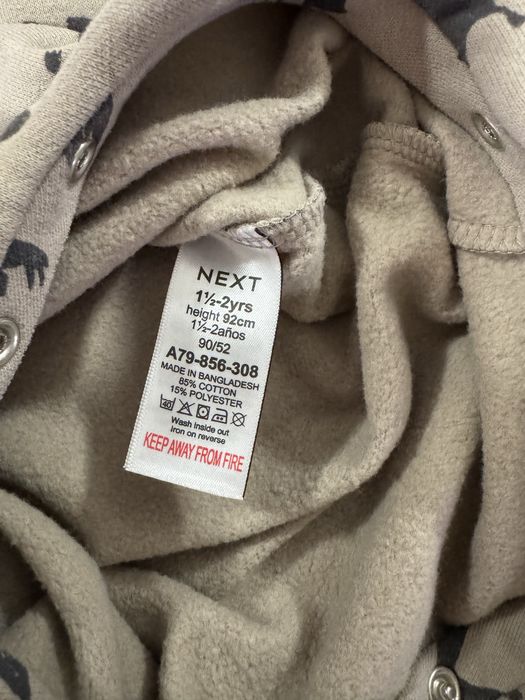 NEXT
1½-2yrs
height 92cm
1½-2años
90/52
A79-856-308
MADE IN BANGLADESH
85% COTTON
15% POLYESTER
40
Wash inside out
iron on reverse
KEEP AWAY FROM FIRE